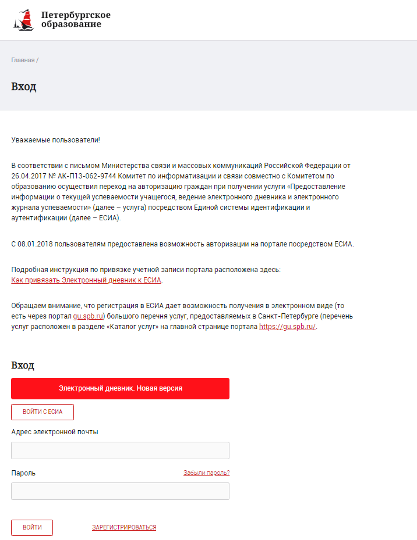 Петербургское
образование
Главная /
Вход
Уважаемые пользователи!
В соответствии с письмом Министерства связи и массовых коммуникаций Российской Федерации от
26.04.2017 № АК-П13-062-9744 Комитет по информатизации и связи совместно с Комитетом по
образованию осуществил переход на авторизацию граждан при получении услуги «Предоставление
информации о текущей успеваемости учащегося, ведение электронного дневника и электронного
журнала успеваемости» (далее – услуга) посредством Единой системы идентификации и
аутентификации (далее – ЕСИА).
С 08.01.2018 пользователям предоставлена возможность авторизации на портале посредством ЕСИА.
Подробная инструкция по привязке учетной записи портала расположена здесь:
Как привязать Электронный дневник к ЕСИА.
Обращаем внимание, что регистрация в ЕСИА дает возможность получения в электронном виде (то
есть через портал gu.spb.ru) большого перечня услуг, предоставляемых в Санкт-Петербурге (перечень
услуг расположен в разделе «Каталог услуг» на главной странице портала https://gu.spb.ru/.
Вход
Электронный дневник. Новая версия
ВОЙТИ С ЕСИА
Адрес электронной почты
Пароль Забыли пароль?
ВОЙТИ ЗАРЕГИСТРИРОВАТЬСЯ